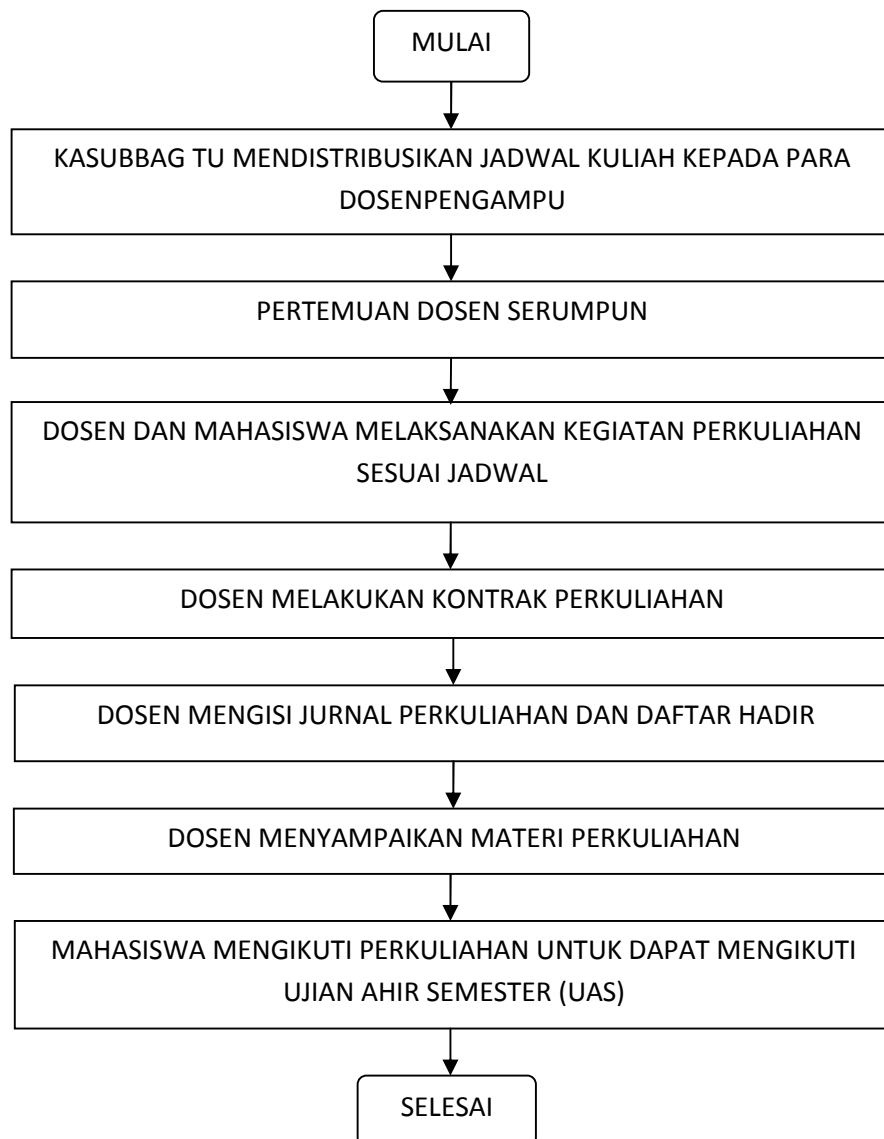 MULAI
KASUBBAG TU MENDISTRIBUSIKAN JADWAL KULIAH KEPADA PARA
DOSENPENGAMPU
PERTEMUAN DOSEN SERUMPUN
DOSEN DAN MAHASISWA MELAKSANAKAN KEGIATAN PERKULIAHAN
SESUAI JADWAL
DOSEN MELAKUKAN KONTRAK PERKULIAHAN
DOSEN MENGISI JURNAL PERKULIAHAN DAN DAFTAR HADIR
DOSEN MENYAMPAIKAN MATERI PERKULIAHAN
MAHASISWA MENGIKUTI PERKULIAHAN UNTUK DAPAT MENGIKUTI
UJIAN AHIR SEMESTER (UAS)
SELESAI